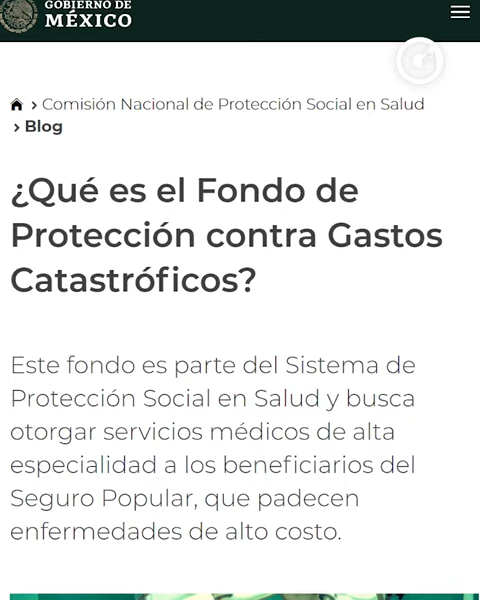 GOBIERNO DE
MÉXICO
Comisión Nacional de Protección Social en Salud
Blog
¿Qué es el Fondo de
Protección contra Gastos
Catastróficos?
Este fondo es parte del Sistema de
Protección Social en Salud y busca
otorgar servicios médicos de alta
especialidad a los beneficiarios del
Seguro Popular, que padecen
enfermedades de alto costo.